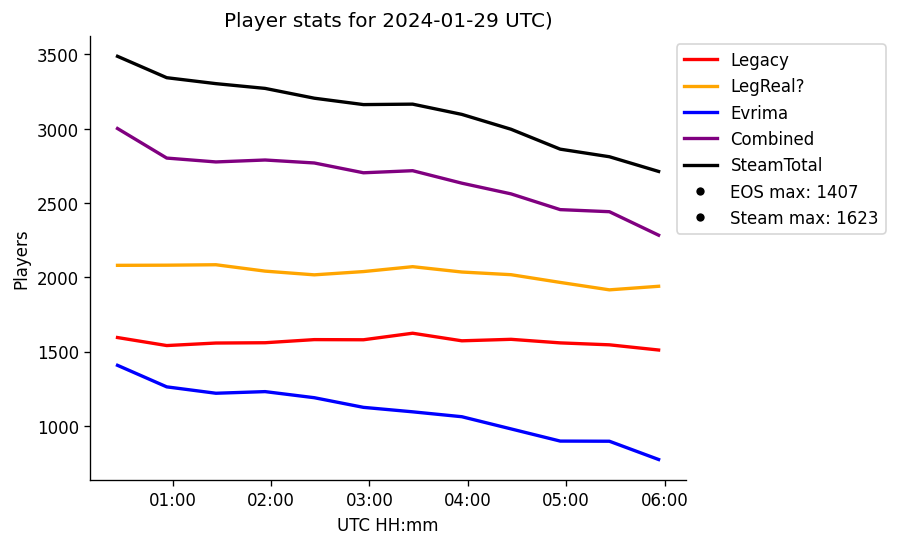 Player stats for 2024-01-29 UTC)
3500
3000
2500
2000
1500
1000
Players
01:00 02:00 03:00 04:00 05:00 06:00
UTC HH:mm
Legacy
LegReal?
Evrima
Combined
SteamTotal
EOS max: 1407
Steam max: 1623